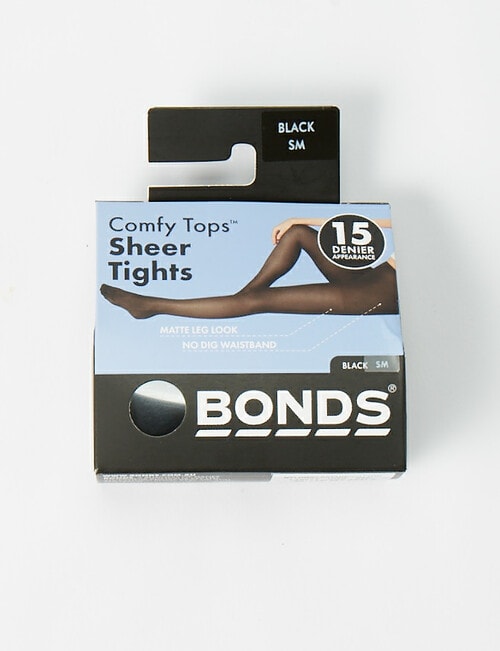 BLACK
SM
Comfy Tops™
Sheer
Tights
15
DENIER
APPEARANCE
MATTE LEG LOOK
NO DIG WAISTBAND
BLACK SM
BONDS®